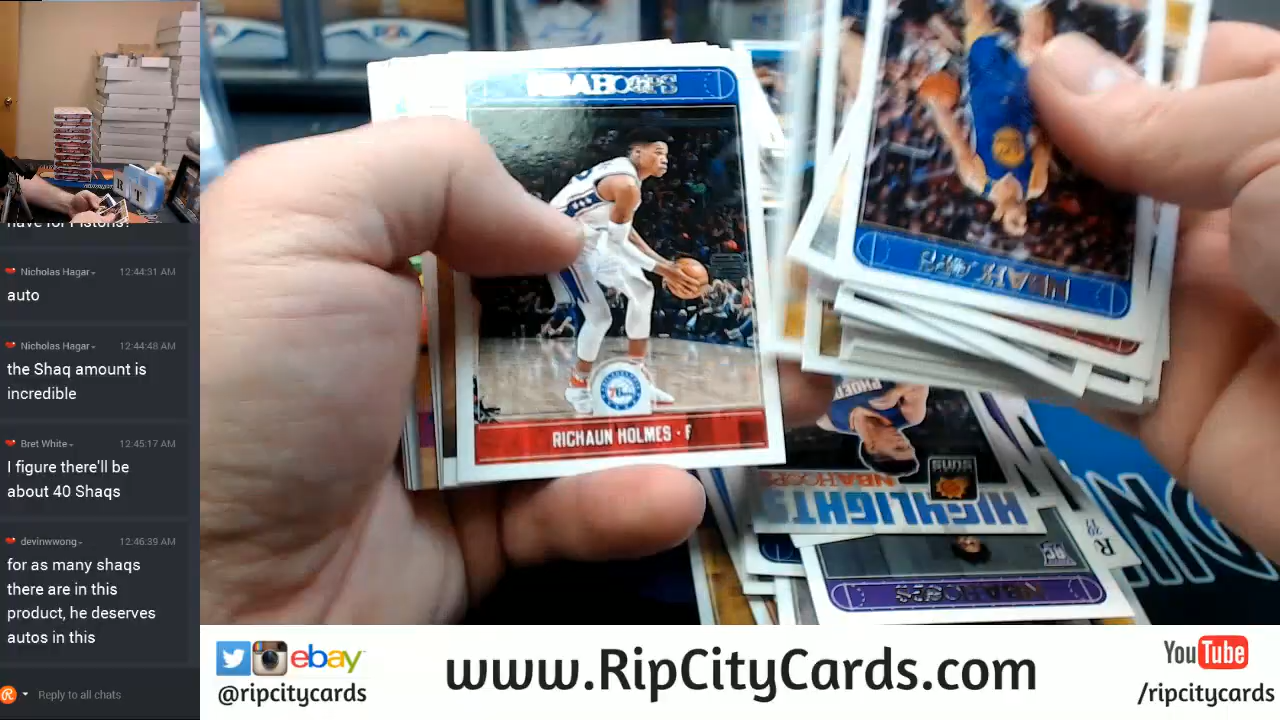 have for Pistons?
Nicholas Hagar 12:44:31 AM
auto
Nicholas Hagar 12:44:48 AM
the Shaq amount is
incredible
Bret White 12:45:17 AM
I figure there'll be
about 40 Shaqs
devinwwong 12:46:39 AM
for as many shaqs
there are in this
product, he deserves
autos in this
Reply to all chats
NBA HOOPS
76ers
RICHAUN HOLMES · F
NBA HOOPS
PHOENIX
SUNS
NBA HOOPS
HIGHLIGHTS
NBA HOOPS
ebay
@ripcitycards
www.RipCityCards.com
YouTube
/ripcitycards